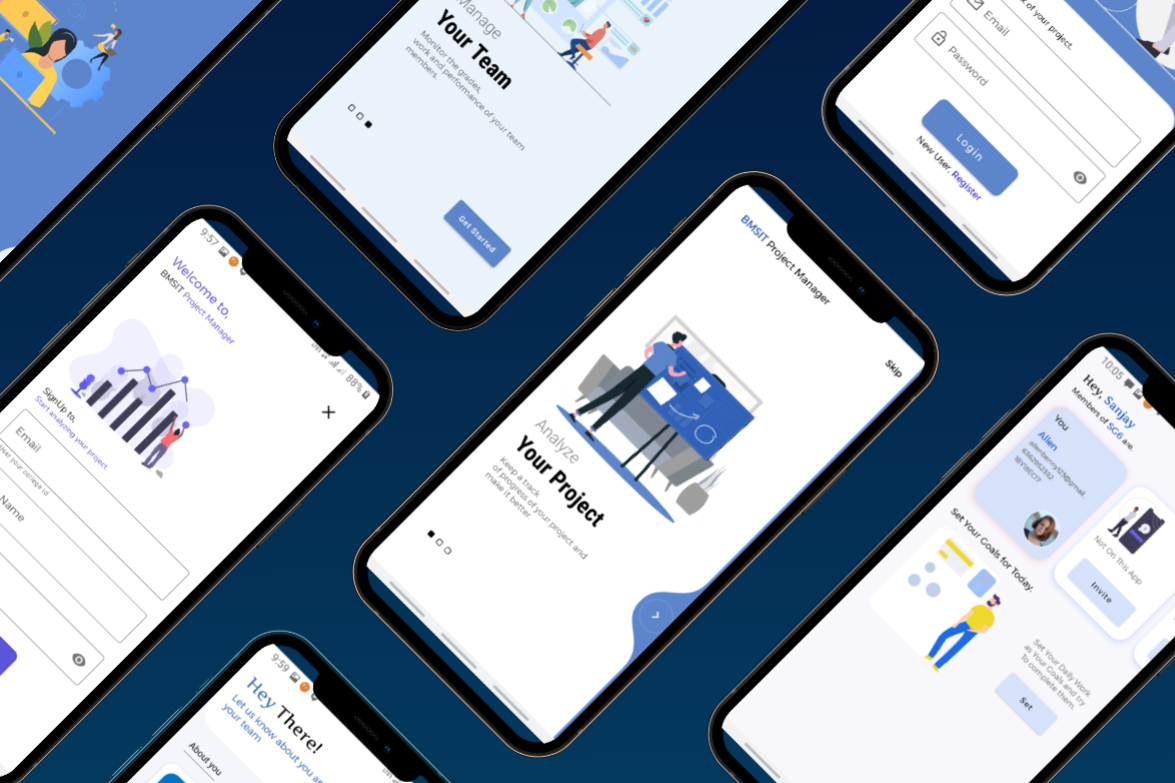 Manage
Your Team
Monitor the grades,
work and performance of your team
members.
Get Started
k of your project.
Email
Password
Login
New User, Register
9:57
88%
Welcome to,
BMSIT Project Manager
SignUp to,
Start analyzing your project.
Email
Name
BMSIT Project Manager
Skip
Analyze
Your Project
Keep a track
of progress of your project and
make it better.
10:05
Hey, Sanjay
Members of SG6 are.
You
Allen
Not On This App
Invite
Set Your Goals for Today.
Set Your Daily Work
as Your Goals and try
To complete them.
Set
9:59
Hey There!
Let us know about you an
your team
About you